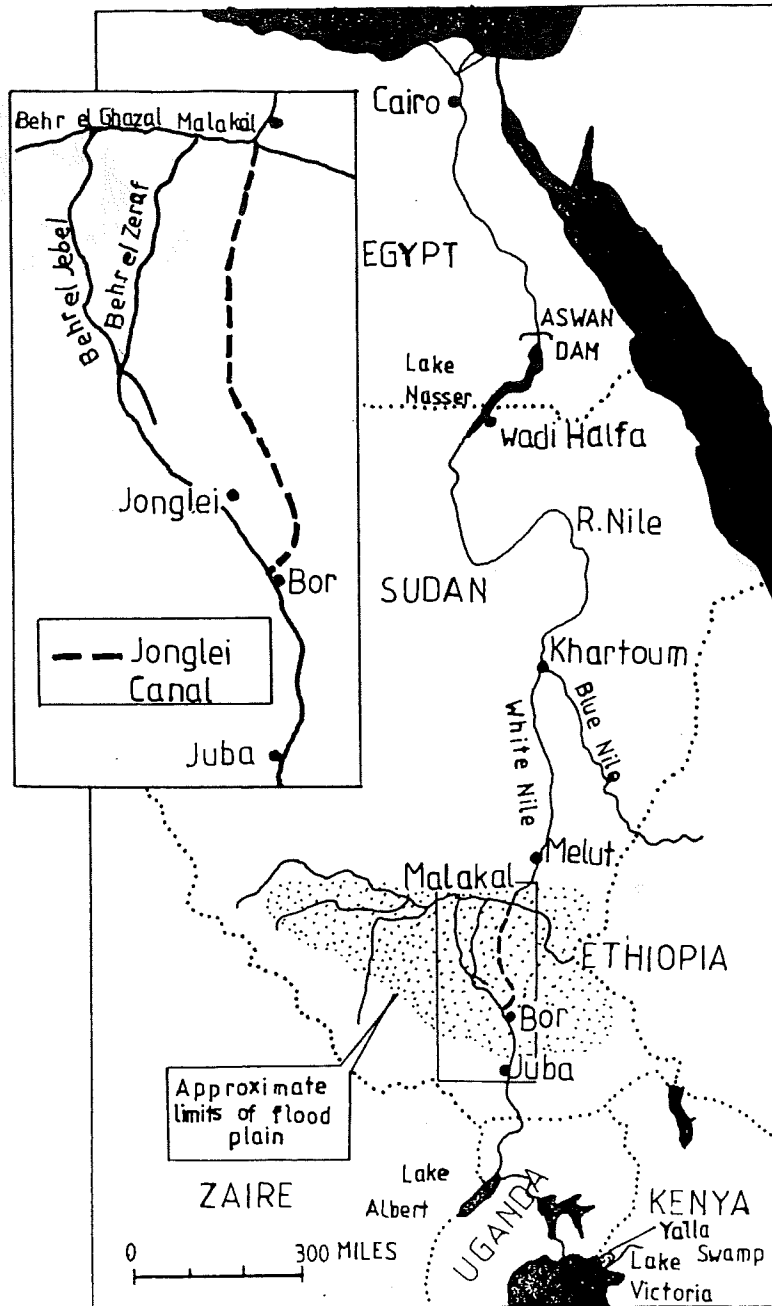 Cairo
Behr el Ghazal
Malakal
Behr el Jebel
Behr el Zeraf
Jonglei
Bor
Jonglei
Canal
Juba
EGYPT
ASWAN
DAM
Lake
Nasser
Wadi Halfa
R.Nile
SUDAN
Khartoum
White Nile
Blue Nile
Melut
Malakal
ETHIOPIA
Bor
Juba
Approximate
limits of flood
plain
ZAIRE
Lake
Albert
UGANDA
KENYA
Yalla
Swamp
Lake
Victoria
0 300 MILES